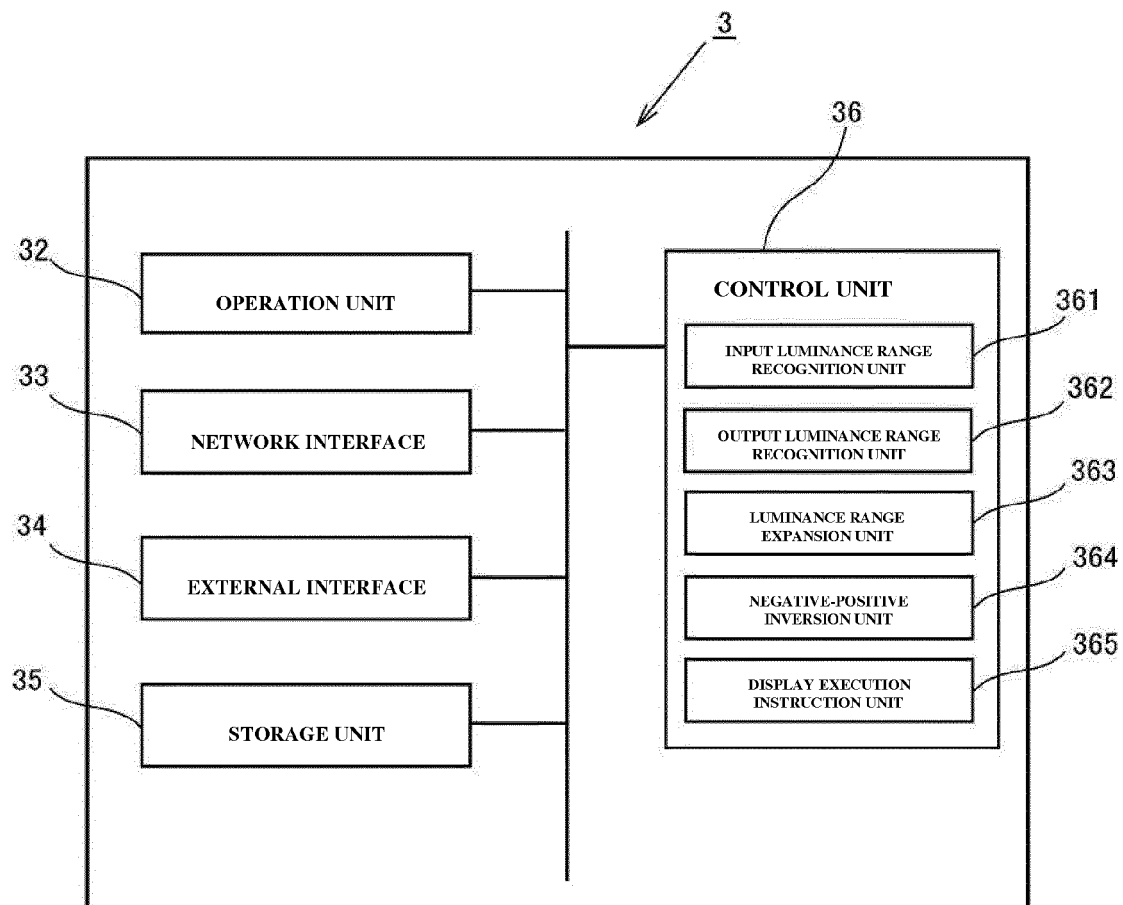 3
36
32
OPERATION UNIT
CONTROL UNIT
361
INPUT LUMINANCE RANGE
RECOGNITION UNIT
33
NETWORK INTERFACE
362
OUTPUT LUMINANCE RANGE
RECOGNITION UNIT
363
LUMINANCE RANGE
EXPANSION UNIT
34
EXTERNAL INTERFACE
364
NEGATIVE-POSITIVE
INVERSION UNIT
35
STORAGE UNIT
365
DISPLAY EXECUTION
INSTRUCTION UNIT